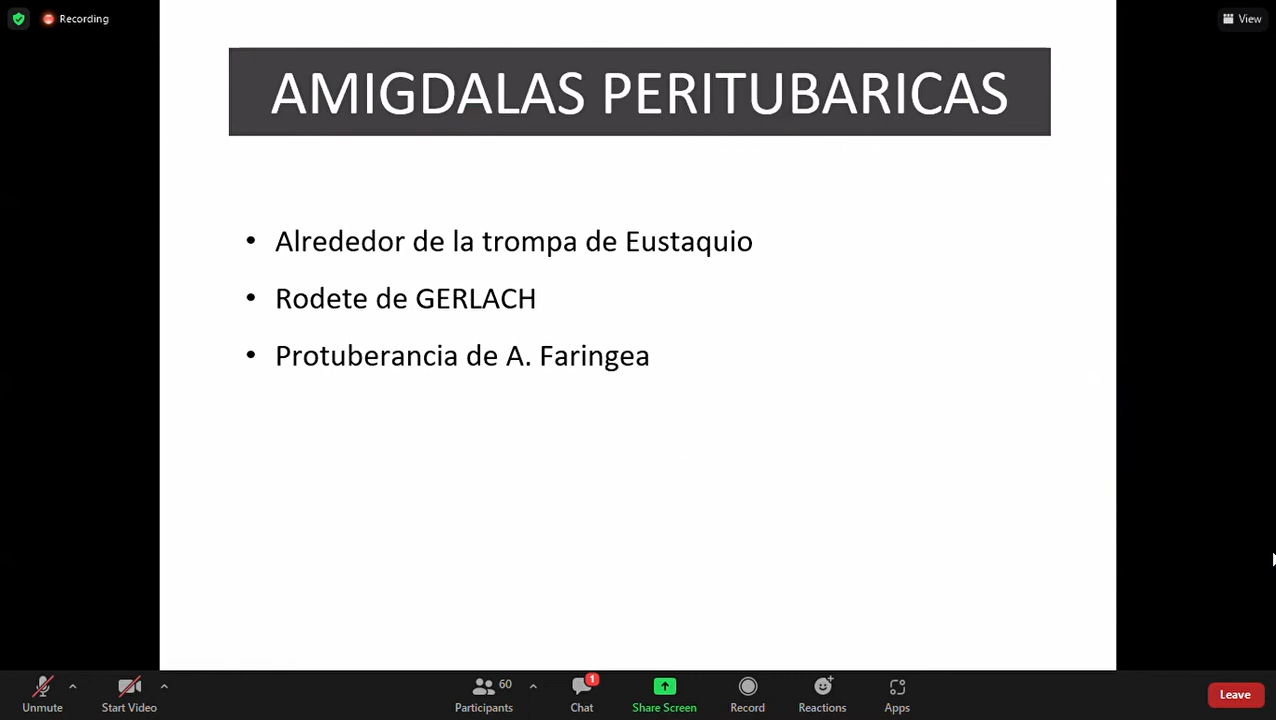 Recording
View
AMIGDALAS PERITUBARICAS
• Alrededor de la trompa de Eustaquio
• Rodete de GERLACH
• Protuberancia de A. Faringea
Unmute
Start Video
60
Participants
1
Chat
Share Screen
Record
Reactions
Apps
Leave